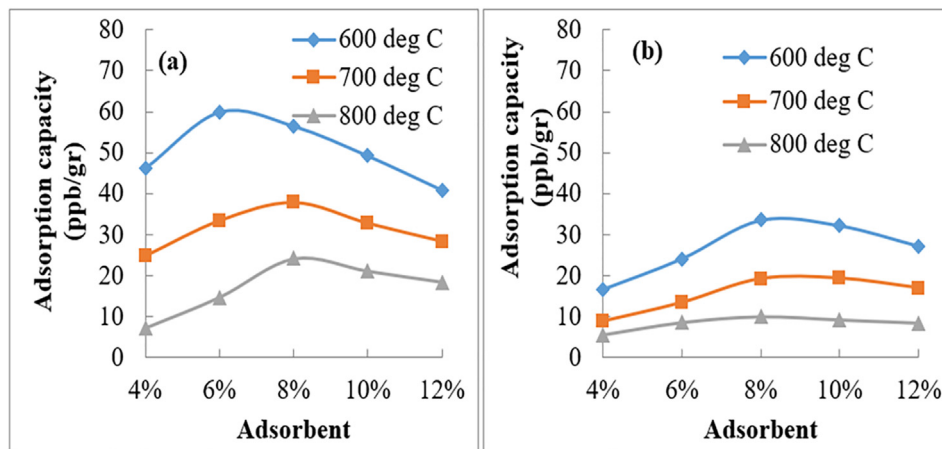 Adsorption capacity
(ppb/gr)
80
70
60
50
40
30
20
10
0
(a)
600 deg C
700 deg C
800 deg C
4% 6% 8% 10% 12%
Adsorbent
Adsorption capacity
(ppb/gr)
80
70
60
50
40
30
20
10
0
(b)
600 deg C
700 deg C
800 deg C
4% 6% 8% 10% 12%
Adsorbent